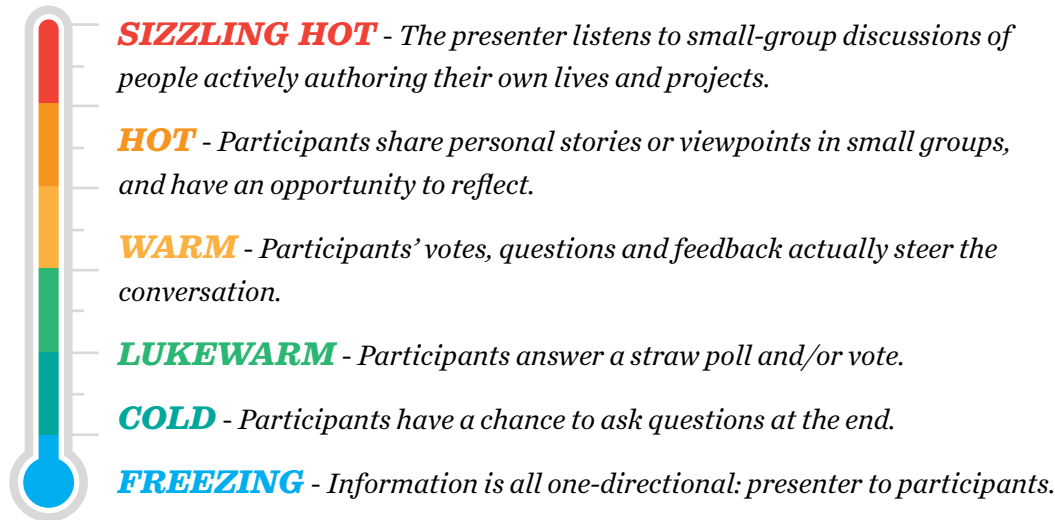 SIZZLING HOT - The presenter listens to small-group discussions of
people actively authoring their own lives and projects.
HOT - Participants share personal stories or viewpoints in small groups,
and have an opportunity to reflect.
WARM - Participants’ votes, questions and feedback actually steer the
conversation.
LUKEWARM - Participants answer a straw poll and/or vote.
COLD - Participants have a chance to ask questions at the end.
FREEZING - Information is all one-directional: presenter to participants.